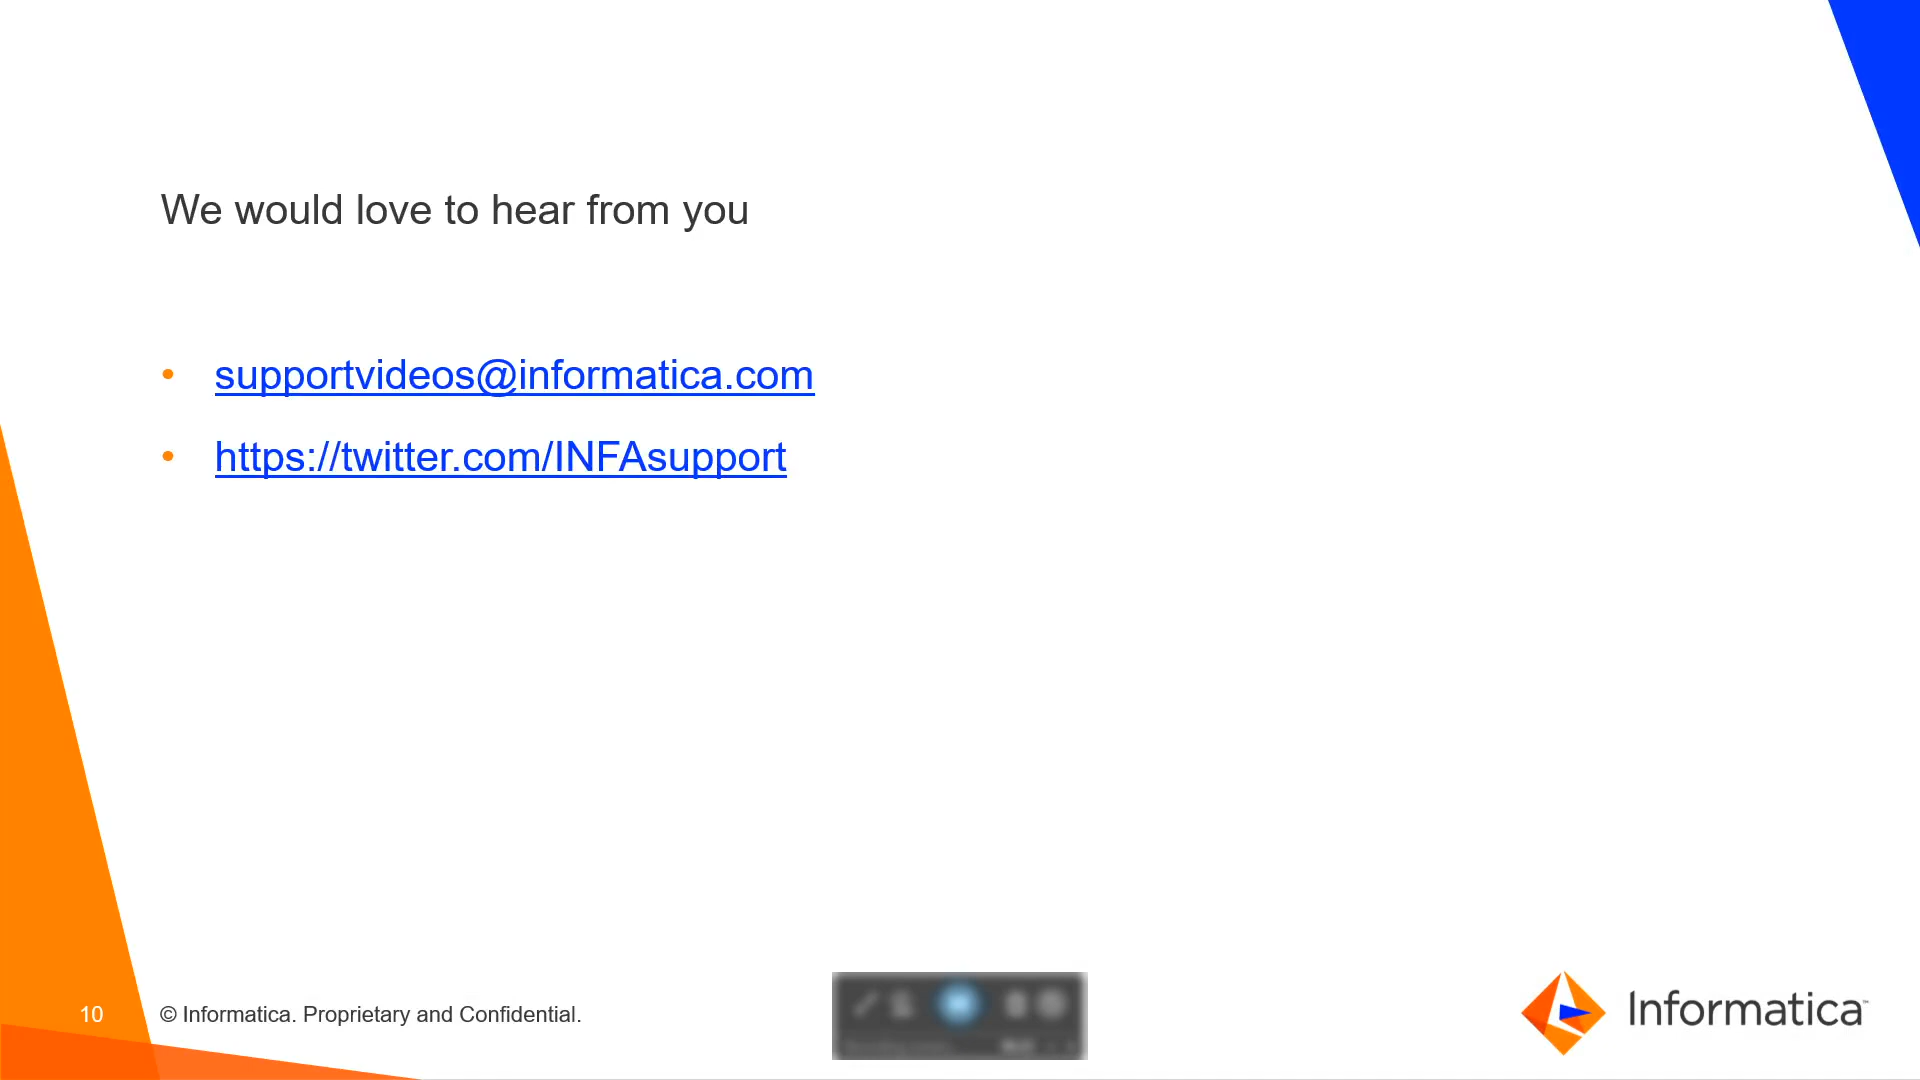 We would love to hear from you
• supportvideos@informatica.com
• https://twitter.com/INFAsupport
10
© Informatica. Proprietary and Confidential.
Informatica™